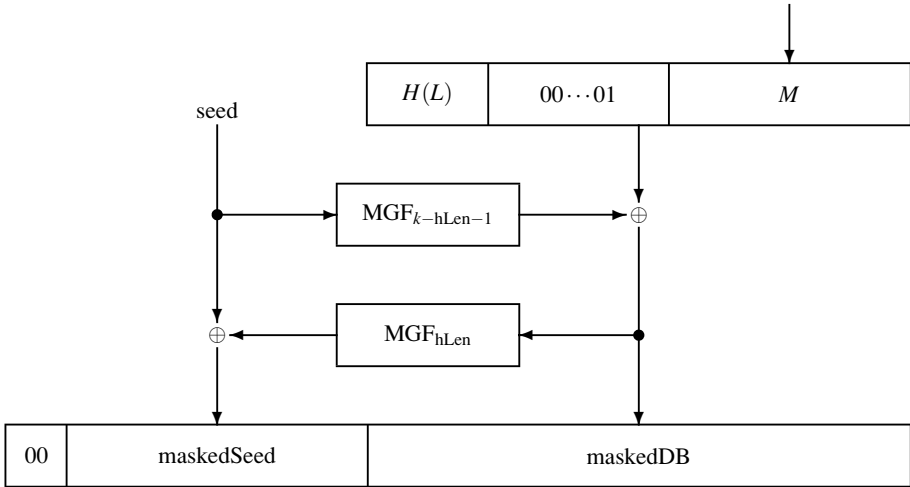 H(L) 00···01 M
seed
MGF_{k−hLen−1}
⊕
MGF_{hLen}
⊕
00 maskedSeed maskedDB